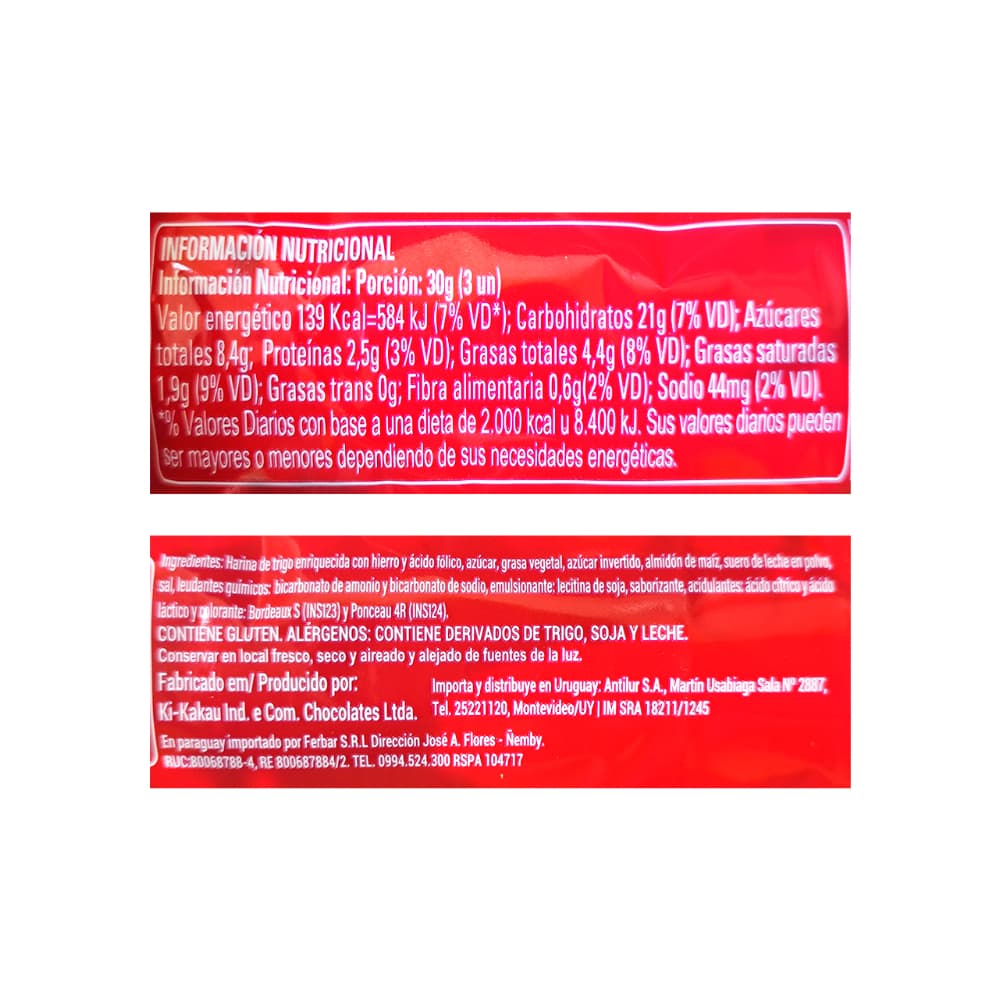 INFORMACIÓN NUTRICIONAL
Información Nutricional: Porción: 30g (3 un)
Valor energético 139 Kcal=584 kJ (7% VD*); Carbohidratos 21g (7% VD); Azúcares
totales 8,4g; Proteínas 2,5g (3% VD); Grasas totales 4,4g (8% VD); Grasas saturadas
1,9g (9% VD); Grasas trans 0g; Fibra alimentaria 0,6g(2% VD); Sodio 44mg (2% VD).
*% Valores Diarios con base a una dieta de 2.000 kcal u 8.400 kJ. Sus valores diarios pueden
ser mayores o menores dependiendo de sus necesidades energéticas.
Ingredientes: Harina de trigo enriquecida con hierro y ácido fólico, azúcar, grasa vegetal, azúcar invertido, almidón de maíz, suero de leche en polvo,
sal, leudantes químicos: bicarbonato de amonio y bicarbonato de sodio, emulsionante: lecitina de soja, saborizante, acidulantes: ácido cítrico y ácido
láctico y colorante: Bordeaux S (INS123) y Ponceau 4R (INS124).
CONTIENE GLUTEN. ALÉRGENOS: CONTIENE DERIVADOS DE TRIGO, SOJA Y LECHE.
Conservar en local fresco, seco y aireado y alejado de fuentes de la luz.
Fabricado em/ Producido por:
Ki-Kakau Ind. e Com. Chocolates Ltda.
Importa y distribuye en Uruguay: Antilur S.A., Martín Usabiaga Sala Nº 2887,
Tel. 25221120, Montevideo/UY | IM SRA 18211/1245
En paraguay importado por Ferbar S.R.L Dirección José A. Flores - Ñemby.
RUC:80068788-4, RE 800687884/2. TEL. 0994.524.300 RSPA 104717